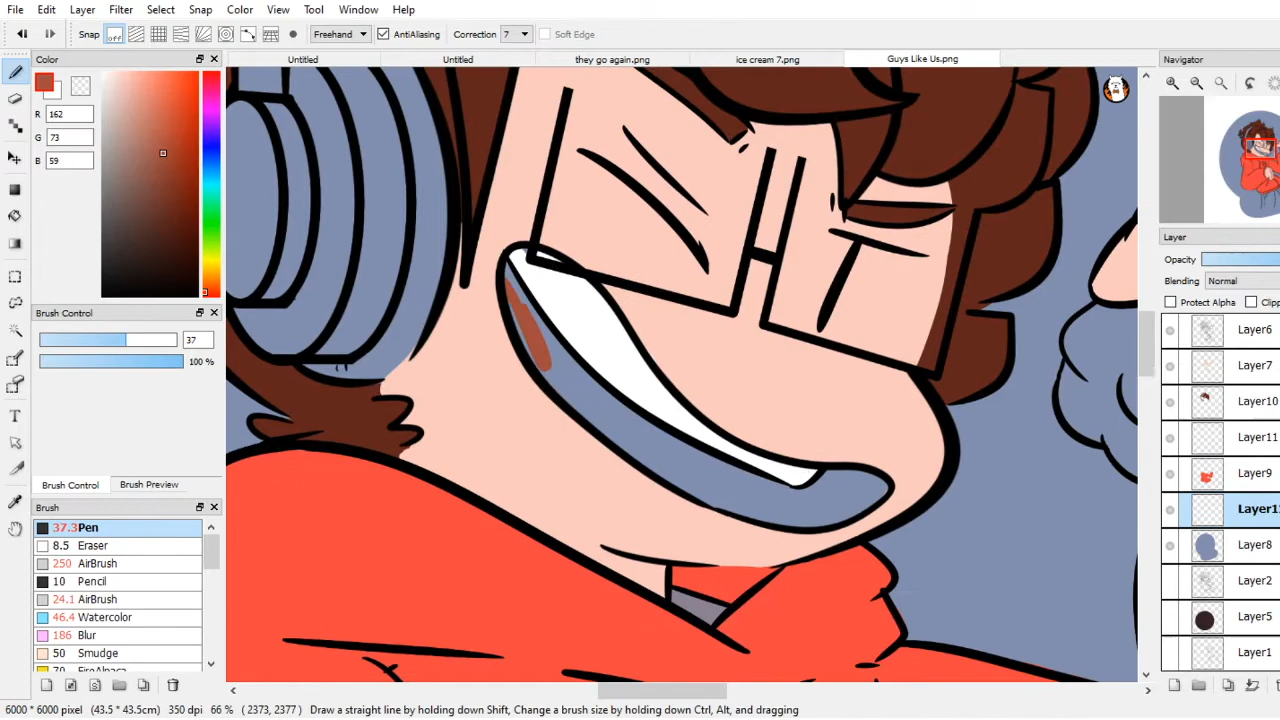 File Edit Layer Filter Select Snap Color View Tool Window Help
Snap off Freehand AntiAliasing Correction 7 Soft Edge
Color Untitled Untitled they go again.png ice cream 7.png Guys Like Us.png Navigator
R 162
G 73
B 59
Layer
Opacity
Blending Normal
Protect Alpha
Brush Control
37
100 %
Layer6
Layer7
Layer10
Layer11
Layer9
Layer8
Layer2
Layer5
Layer1
Brush Control Brush Preview
Brush
37.3 Pen
8.5 Eraser
250 AirBrush
10 Pencil
24.1 AirBrush
46.4 Watercolor
186 Blur
50 Smudge
70 FireAlpaca
6000 * 6000 pixel (43.5 * 43.5cm) 350 dpi 66 % ( 2373, 2377 ) Draw a straight line by holding down Shift, Change a brush size by holding down Ctrl, Alt, and dragging